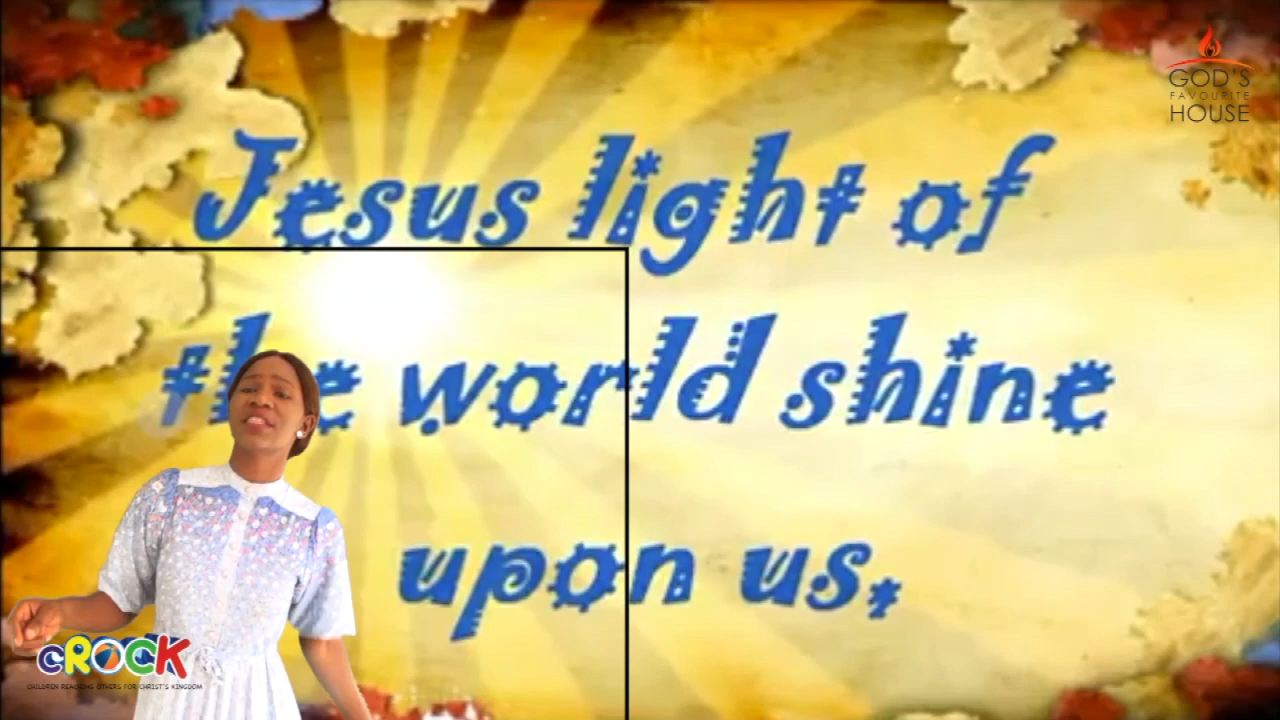 GOD'S
FAVOURITE
HOUSE
Jesus light of
the world shine
upon us,
CROCK
CHILDREN REACHING OTHERS FOR CHRIST'S KINGDOM